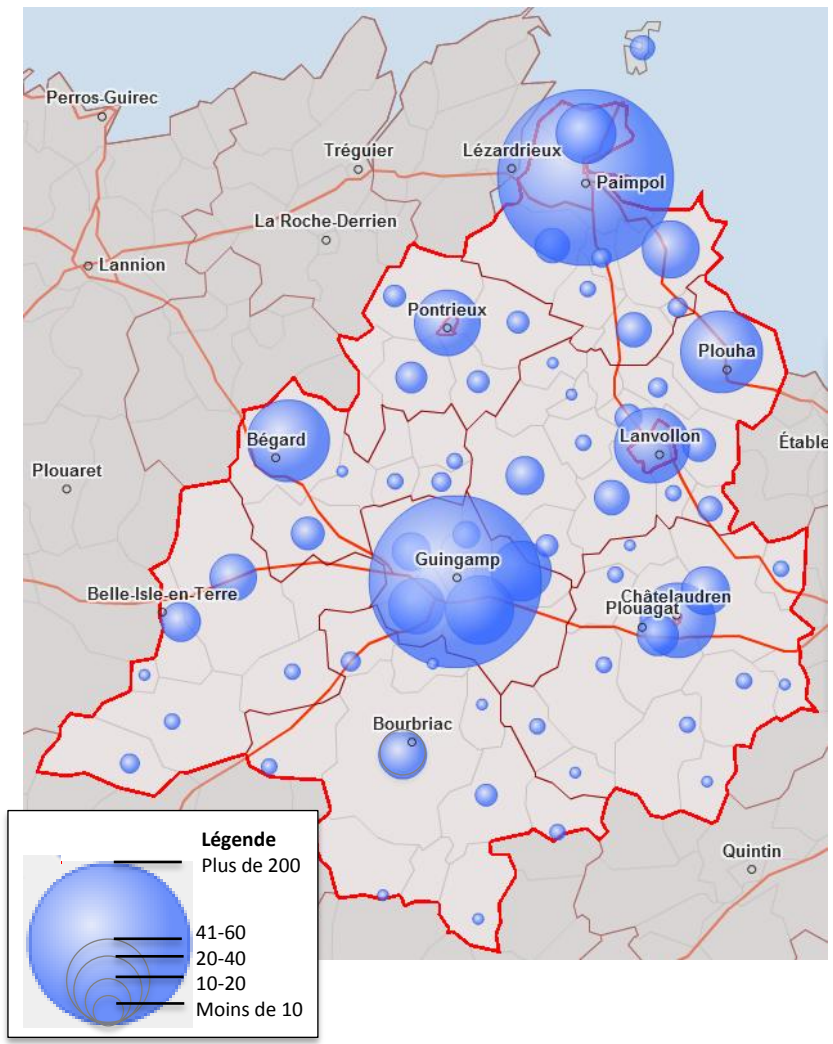 Perros-Guirec
Tréguier
Lézardrieux
Paimpol
La Roche-Derrien
Lannion
Pontrieux
Plouha
Bégard
Lanvollon
Étable
Plouaret
Guingamp
Belle-Isle-en-Terre
Châtelaudren
Plouagat
Bourbriac
Quintin
Légende
Plus de 200
41-60
20-40
10-20
Moins de 10